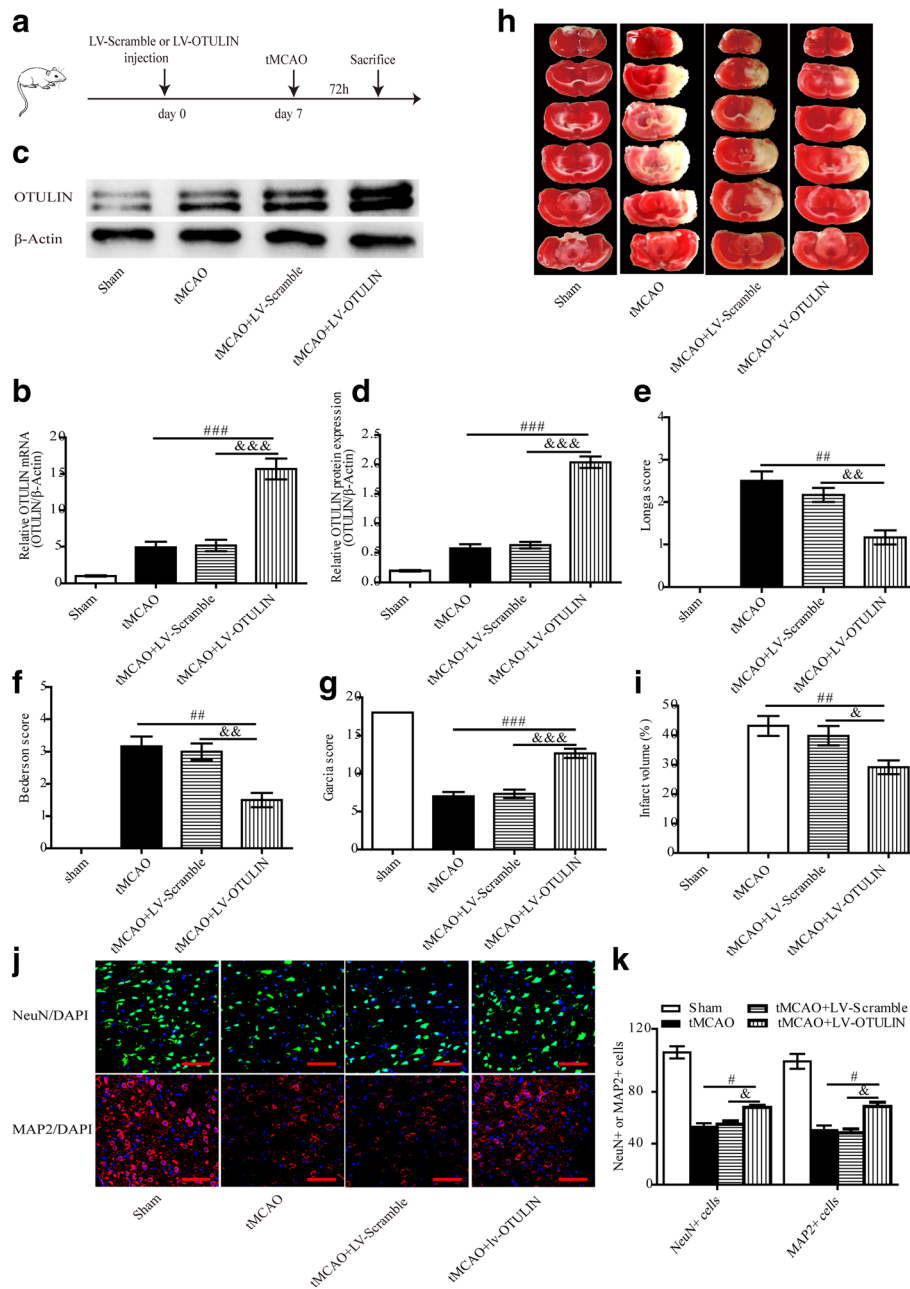 a
LV-Scramble or LV-OTULIN
injection
tMCAO
Sacrifice
72h
day 0
day 7
h
Sham
tMCAO
tMCAO+LV-Scramble
tMCAO+LV-OTULIN
c
OTULIN
β-Actin
Sham
tMCAO
tMCAO+LV-Scramble
tMCAO+LV-OTULIN
b
Relative OTULIN mRNA
(OTULIN/β-Actin)
20
15
10
5
0
###
&&&
Sham
tMCAO
tMCAO+LV-Scramble
tMCAO+LV-OTULIN
d
Relative OTULIN protein expression
(OTULIN/β-Actin)
2.5
2.0
1.5
1.0
0.5
0.0
###
&&&
Sham
tMCAO
tMCAO+LV-Scramble
tMCAO+LV-OTULIN
e
Longa score
4
3
2
1
0
##
&&
sham
tMCAO
tMCAO+LV-Scramble
tMCAO+LV-OTULIN
f
Bederson score
5
4
3
2
1
0
##
&&
sham
tMCAO
tMCAO+LV-Scramble
tMCAO+LV-OTULIN
g
Garcia score
20
15
10
5
0
###
&&&
sham
tMCAO
tMCAO+LV-Scramble
tMCAO+LV-OTULIN
i
Infarct volume (%)
50
40
30
20
10
0
##
&
Sham
tMCAO
tMCAO+LV-Scramble
tMCAO+LV-OTULIN
j
NeuN/DAPI
MAP2/DAPI
Sham
tMCAO
tMCAO+LV-Scramble
tMCAO+lv-OTULIN
k
Sham
tMCAO
tMCAO+LV-Scramble
tMCAO+LV-OTULIN
NeuN+ or MAP2+ cells
120
80
40
0
#
&
#
&
NeuN+ cells
MAP2+ cells